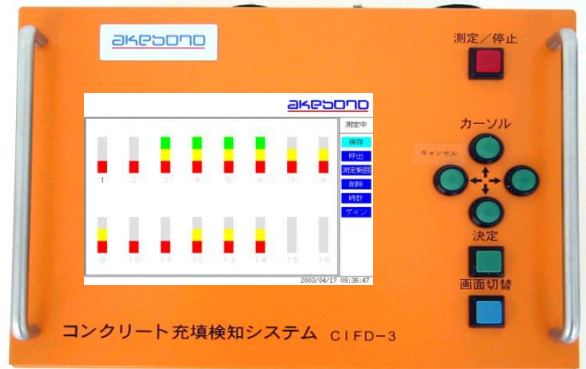 akebono
測定／停止
akebono
測定中
カーソル
保存
呼出
キャンセル
測定範囲
削除
時計
ゲイン
1 2 3 4 5 6 7 8
決定
9 10 11 12 13 14 15 16
2003/04/17 09:36:47
画面切替
コンクリート充填検知システム CIFD-3